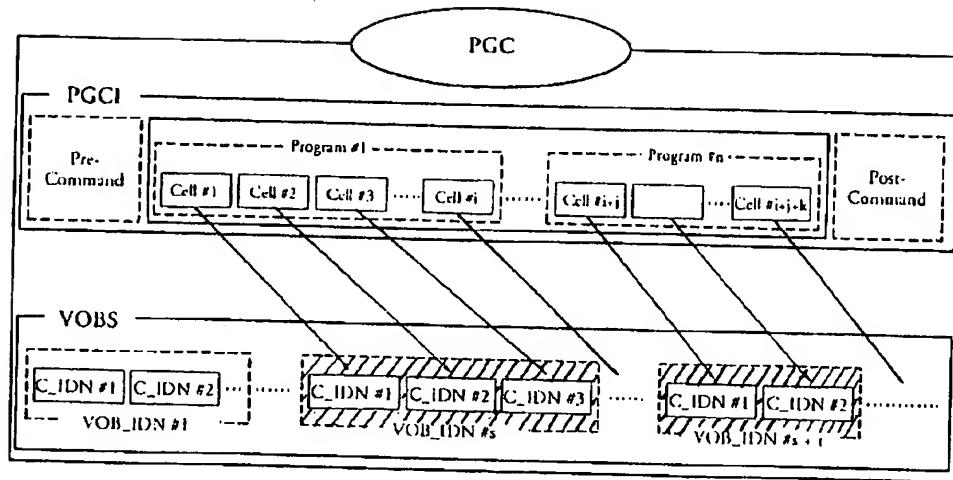 PGC
PGCI
Pre-
Command
Program #1
Cell #1 Cell #2 Cell #3 ..... Cell #i
......
Program #n
Cell #i+j .... Cell #i+j+k
Post-
Command
VOBS
C_IDN #1 C_IDN #2 .... ......
VOB_IDN #1
C_IDN #1 C_IDN #2 C_IDN #3 ......
VOB_IDN #s
C_IDN #1 C_IDN #2 ............
VOB_IDN #s+1